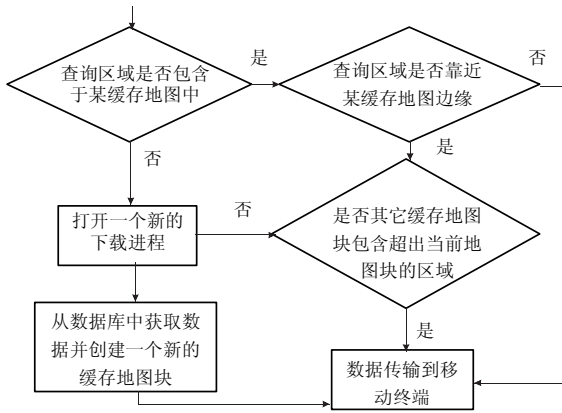 查询区域是否包含
于某缓存地图中
是
查询区域是否靠近
某缓存地图边缘
否
否
是
打开一个新的
下载进程
否
是否其它缓存地图
块包含超出当前地
图块的区域
从数据库中获取数
据并创建一个新的
缓存地图块
是
数据传输到移
动终端